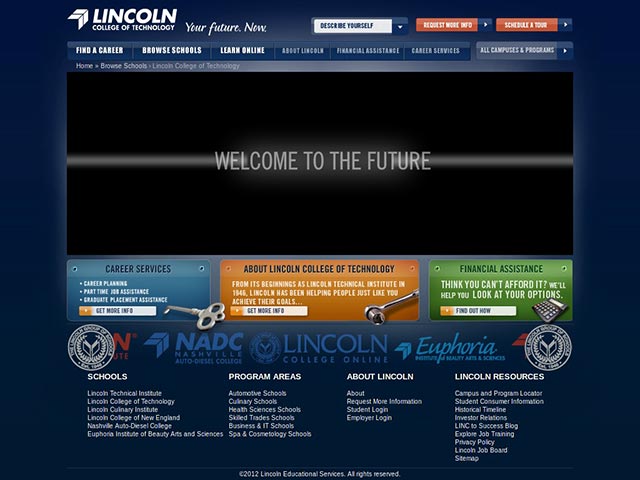 LINCOLN
COLLEGE OF TECHNOLOGY
Your future. Now.
DESCRIBE YOURSELF
REQUEST MORE INFO
SCHEDULE A TOUR
FIND A CAREER
BROWSE SCHOOLS
LEARN ONLINE
ABOUT LINCOLN
FINANCIAL ASSISTANCE
CAREER SERVICES
ALL CAMPUSES & PROGRAMS
Home » Browse Schools › Lincoln College of Technology
WELCOME TO THE FUTURE
CAREER SERVICES
• CAREER PLANNING
• PART TIME JOB ASSISTANCE
• GRADUATE PLACEMENT ASSISTANCE
GET MORE INFO
ABOUT LINCOLN COLLEGE OF TECHNOLOGY
FROM ITS BEGINNINGS AS LINCOLN TECHNICAL INSTITUTE IN
1946, LINCOLN HAS BEEN HELPING PEOPLE JUST LIKE YOU
ACHIEVE THEIR GOALS...
GET MORE INFO
FINANCIAL ASSISTANCE
THINK YOU CAN'T AFFORD IT? WE'LL
HELP YOU LOOK AT YOUR OPTIONS.
FIND OUT HOW
NADC
NASHVILLE
AUTO-DIESEL COLLEGE
LINCOLN
COLLEGE ONLINE
Euphoria
INSTITUTE OF BEAUTY ARTS & SCIENCES
SCHOOLS
Lincoln Technical Institute
Lincoln College of Technology
Lincoln Culinary Institute
Lincoln College of New England
Nashville Auto-Diesel College
Euphoria Institute of Beauty Arts and Sciences
PROGRAM AREAS
Automotive Schools
Culinary Schools
Health Sciences Schools
Skilled Trades Schools
Business & IT Schools
Spa & Cosmetology Schools
ABOUT LINCOLN
About
Request More Information
Student Login
Employer Login
LINCOLN RESOURCES
Campus and Program Locator
Student Consumer Information
Historical Timeline
Investor Relations
LINC to Success Blog
Explore Job Training
Privacy Policy
Lincoln Job Board
Sitemap
©2012 Lincoln Educational Services. All rights reserved.